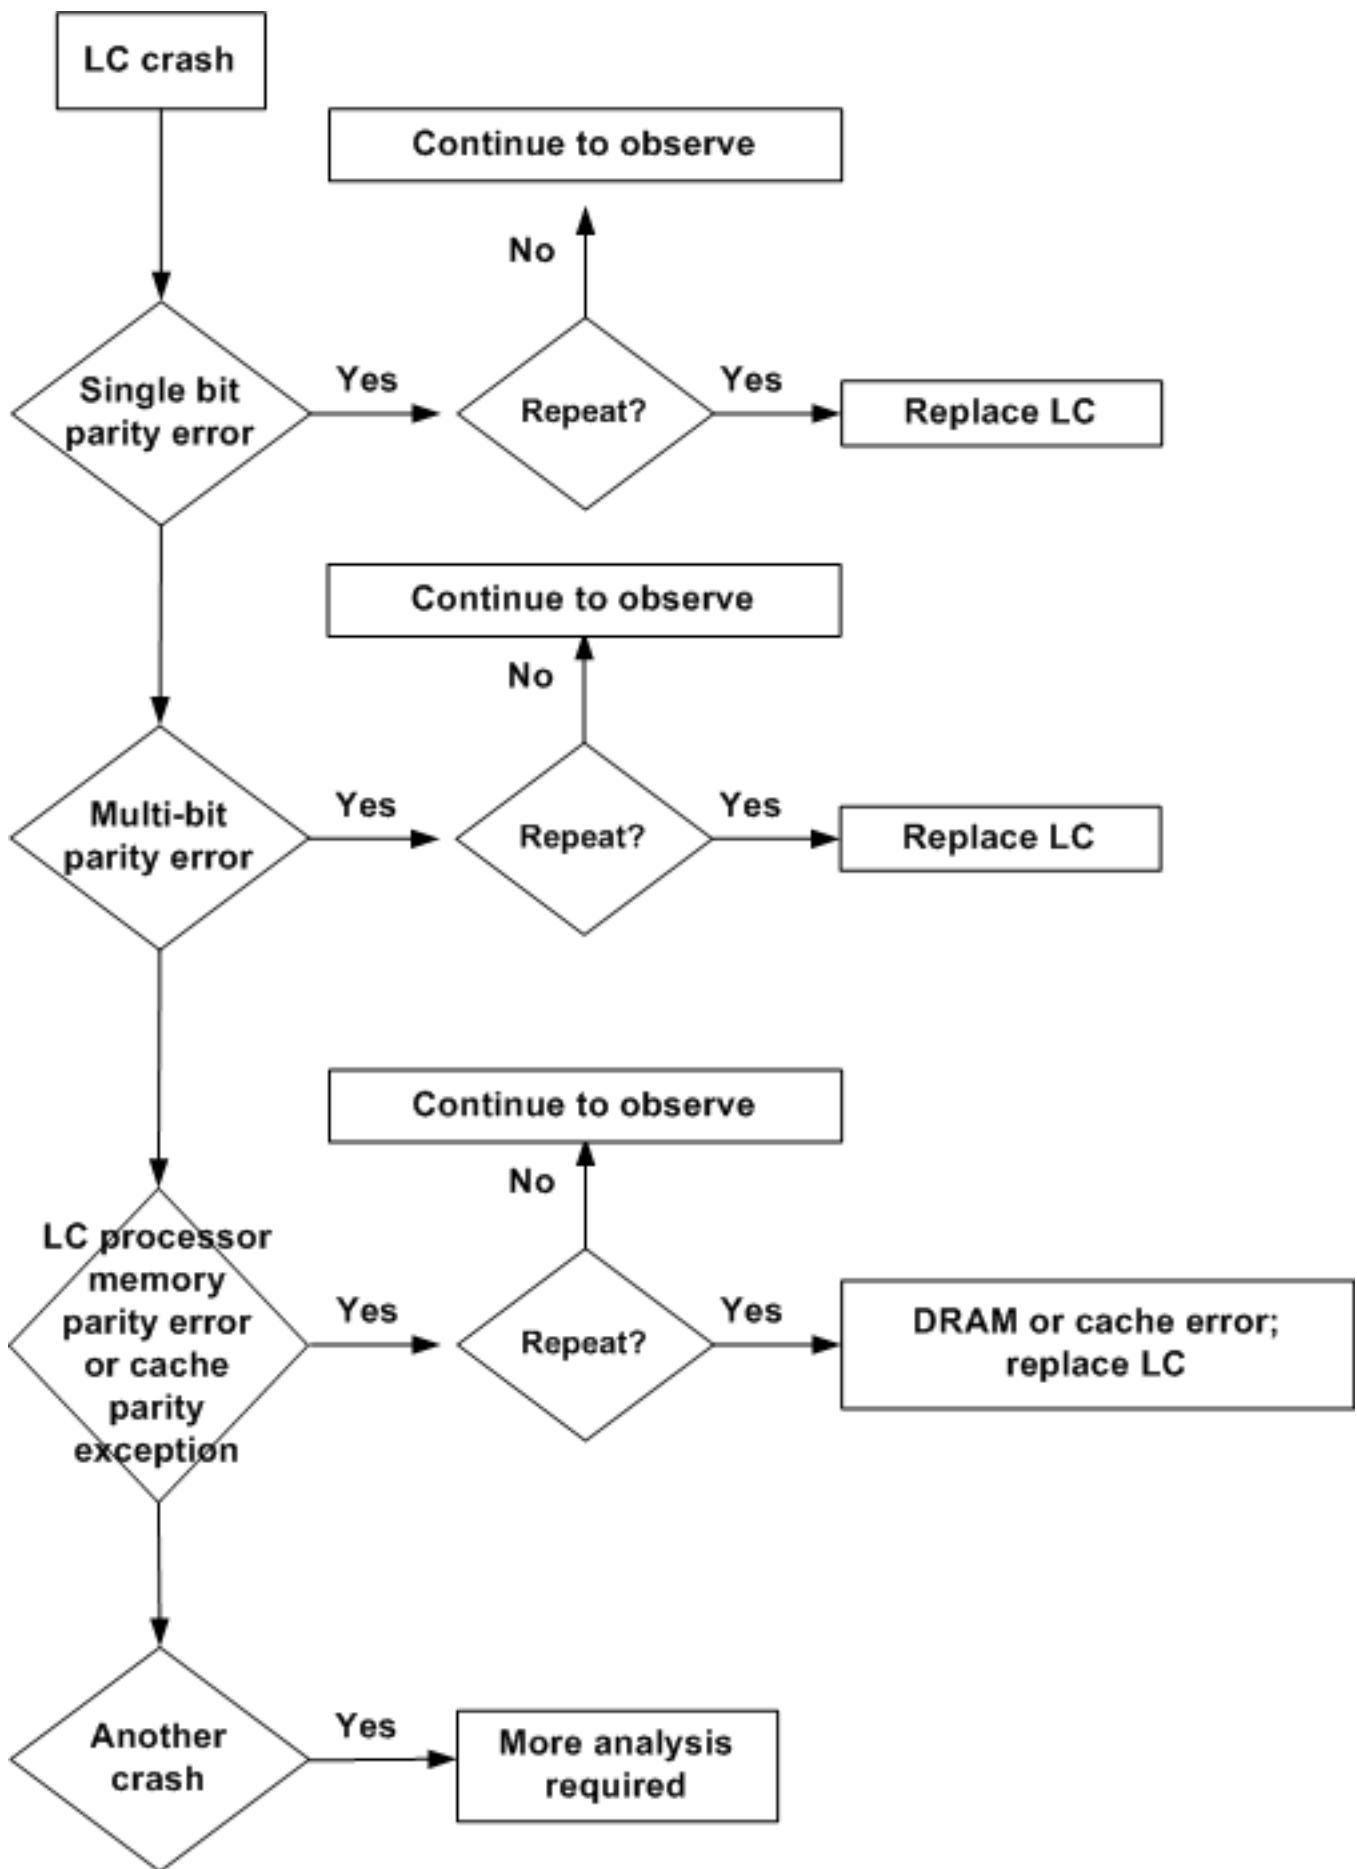 LC crash
Continue to observe
No
Single bit
parity error
Yes
Repeat?
Yes
Replace LC
Continue to observe
No
Multi-bit
parity error
Yes
Repeat?
Yes
Replace LC
Continue to observe
No
LC processor
memory
parity error
or cache
parity
exception
Yes
Repeat?
Yes
DRAM or cache error;
replace LC
Another
crash
Yes
More analysis
required